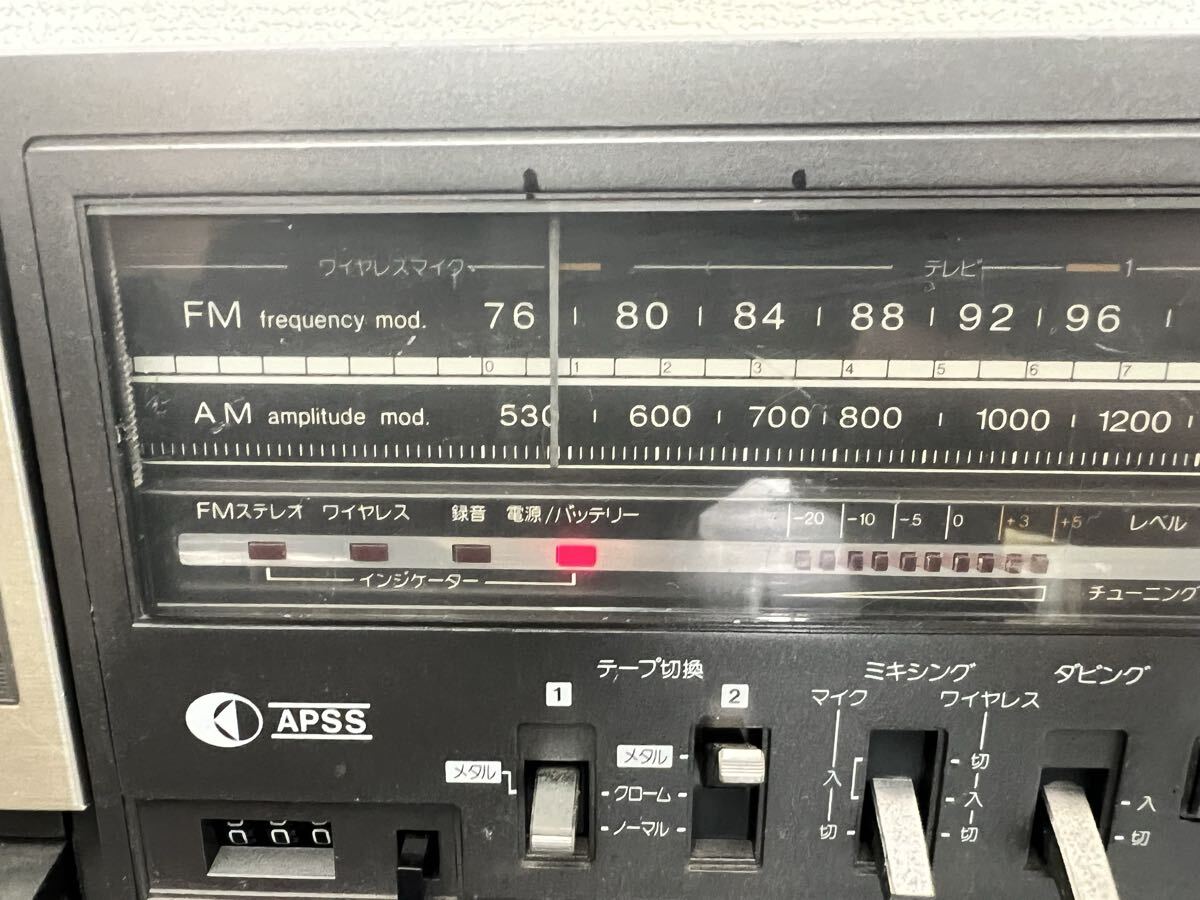 ワイヤレスマイク テレビ 1
FM frequency mod. 76 80 84 88 92 96
0 1 2 3 4 5 6 7
AM amplitude mod. 530 600 700 800 1000 1200
FMステレオ ワイヤレス 録音 電源/バッテリー -20 -10 -5 0 +3 +5 レベル
インジケーター チューニング
テープ切換 ミキシング ダビング
1 2 マイク ワイヤレス
APSS
メタル メタル 切
クローム 入 入 入
ノーマル 切 切 切
0 0 0